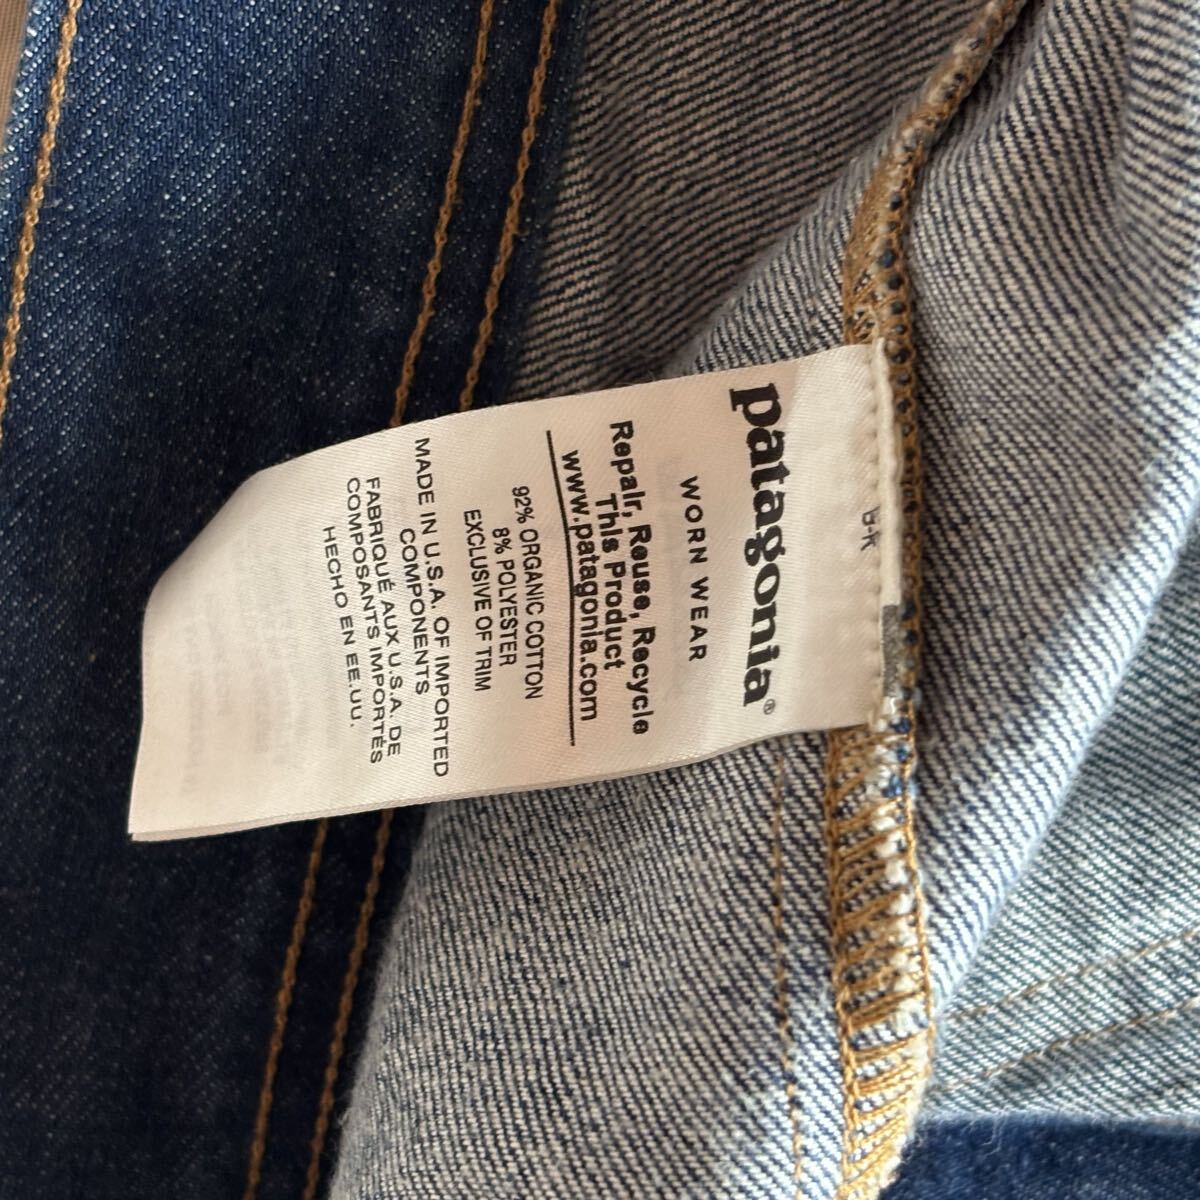 patagonia®
WORN WEAR
Repair, Reuse, Recycle
This Product
www.patagonia.com
92% ORGANIC COTTON
8% POLYESTER
EXCLUSIVE OF TRIM
MADE IN U.S.A. OF IMPORTED
COMPONENTS
FABRIQUÉ AUX U.S.A. DE
COMPOSANTS IMPORTÉS
HECHO EN EE.UU.